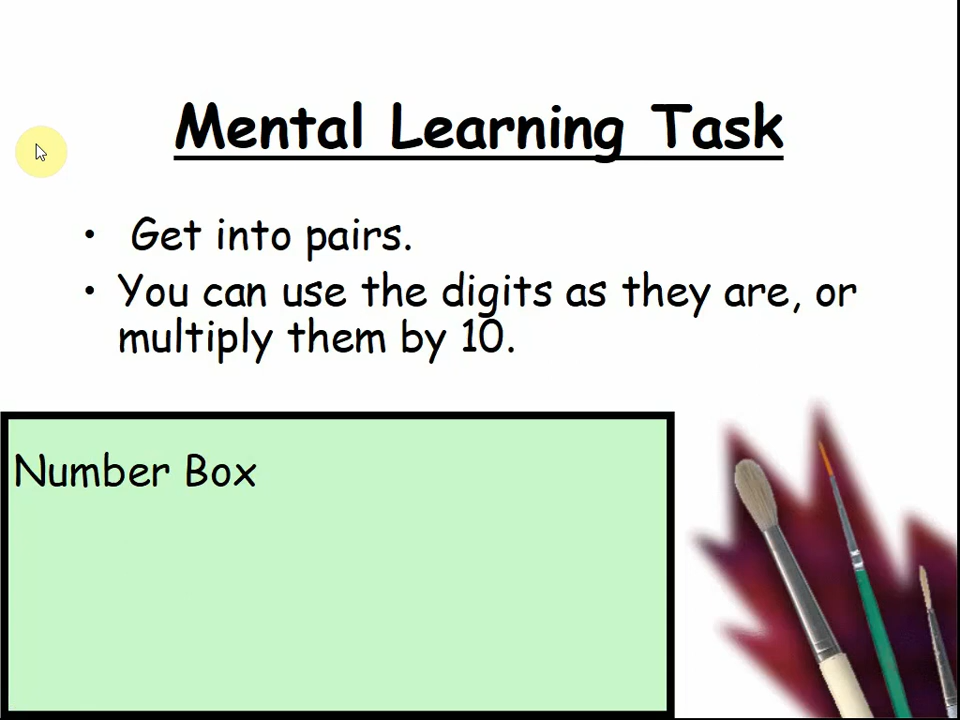 Mental Learning Task
• Get into pairs.
• You can use the digits as they are, or
multiply them by 10.
Number Box